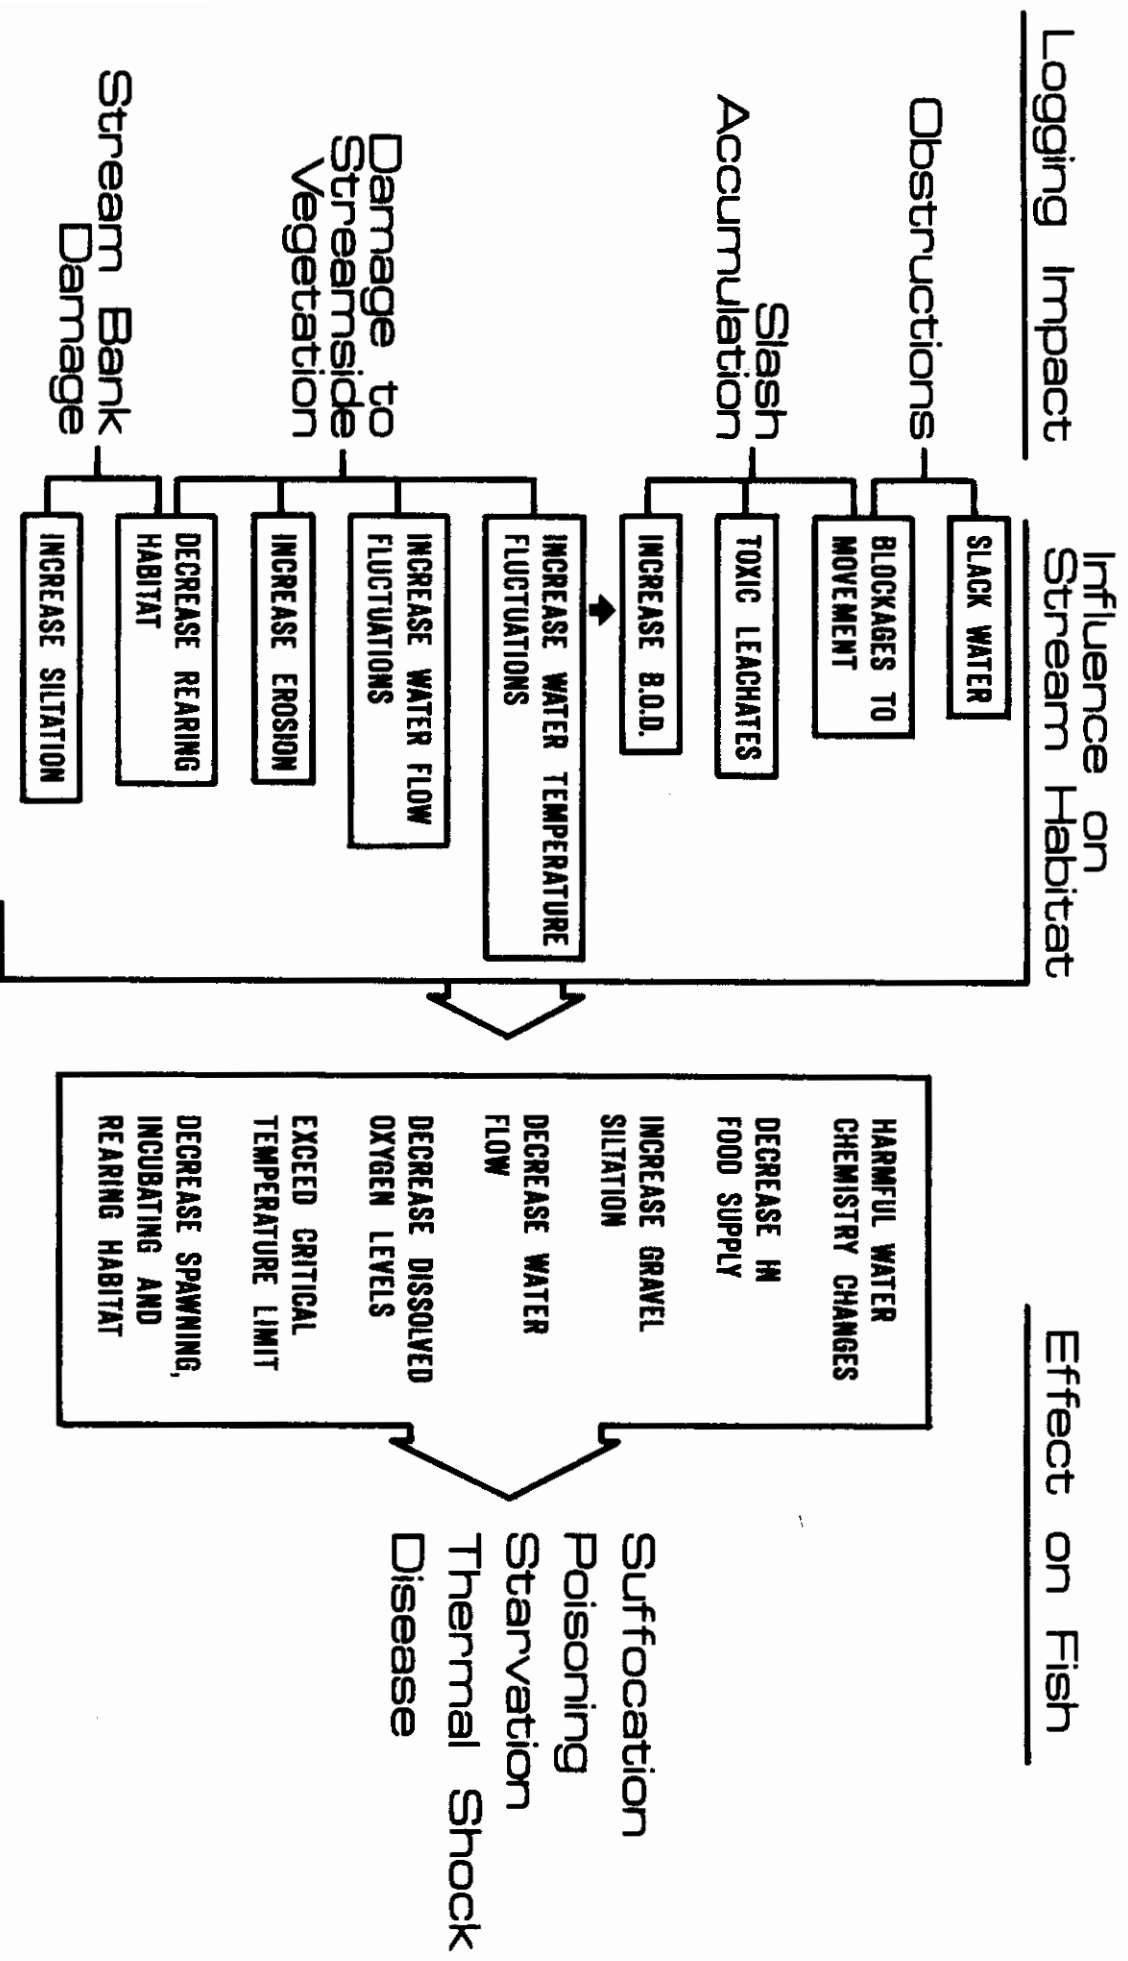 Logging Impact
Influence on
Stream Habitat
Effect on Fish
Obstructions
Slash
Accumulation
Damage to
Streamside
Vegetation
Stream Bank
Damage
SLACK WATER
BLOCKAGES TO
MOVEMENT
TOXIC LEACHATES
INCREASE B.O.D.
INCREASE WATER TEMPERATURE
FLUCTUATIONS
INCREASE WATER FLOW
FLUCTUATIONS
INCREASE EROSION
DECREASE REARING
HABITAT
INCREASE SILTATION
HARMFUL WATER
CHEMISTRY CHANGES
DECREASE IN
FOOD SUPPLY
INCREASE GRAVEL
SILTATION
DECREASE WATER
FLOW
DECREASE DISSOLVED
OXYGEN LEVELS
EXCEED CRITICAL
TEMPERATURE LIMIT
DECREASE SPAWNING,
INCUBATING AND
REARING HABITAT
Suffocation
Poisoning
Starvation
Thermal Shock
Disease